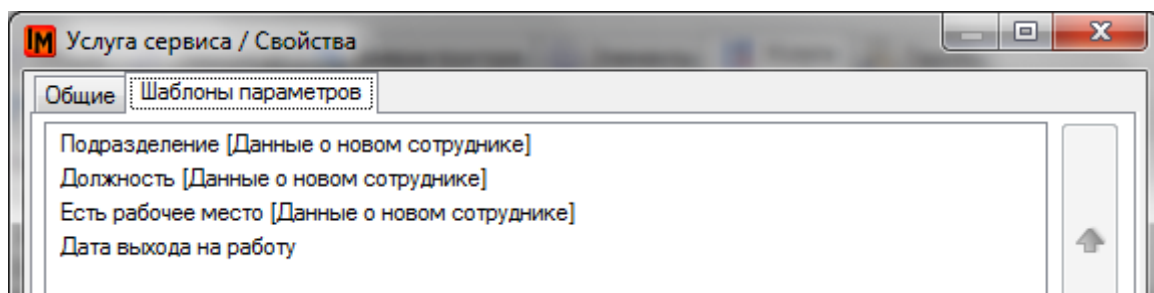 IM Услуга сервиса / Свойства
Общие Шаблоны параметров
Подразделение [Данные о новом сотруднике]
Должность [Данные о новом сотруднике]
Есть рабочее место [Данные о новом сотруднике]
Дата выхода на работу